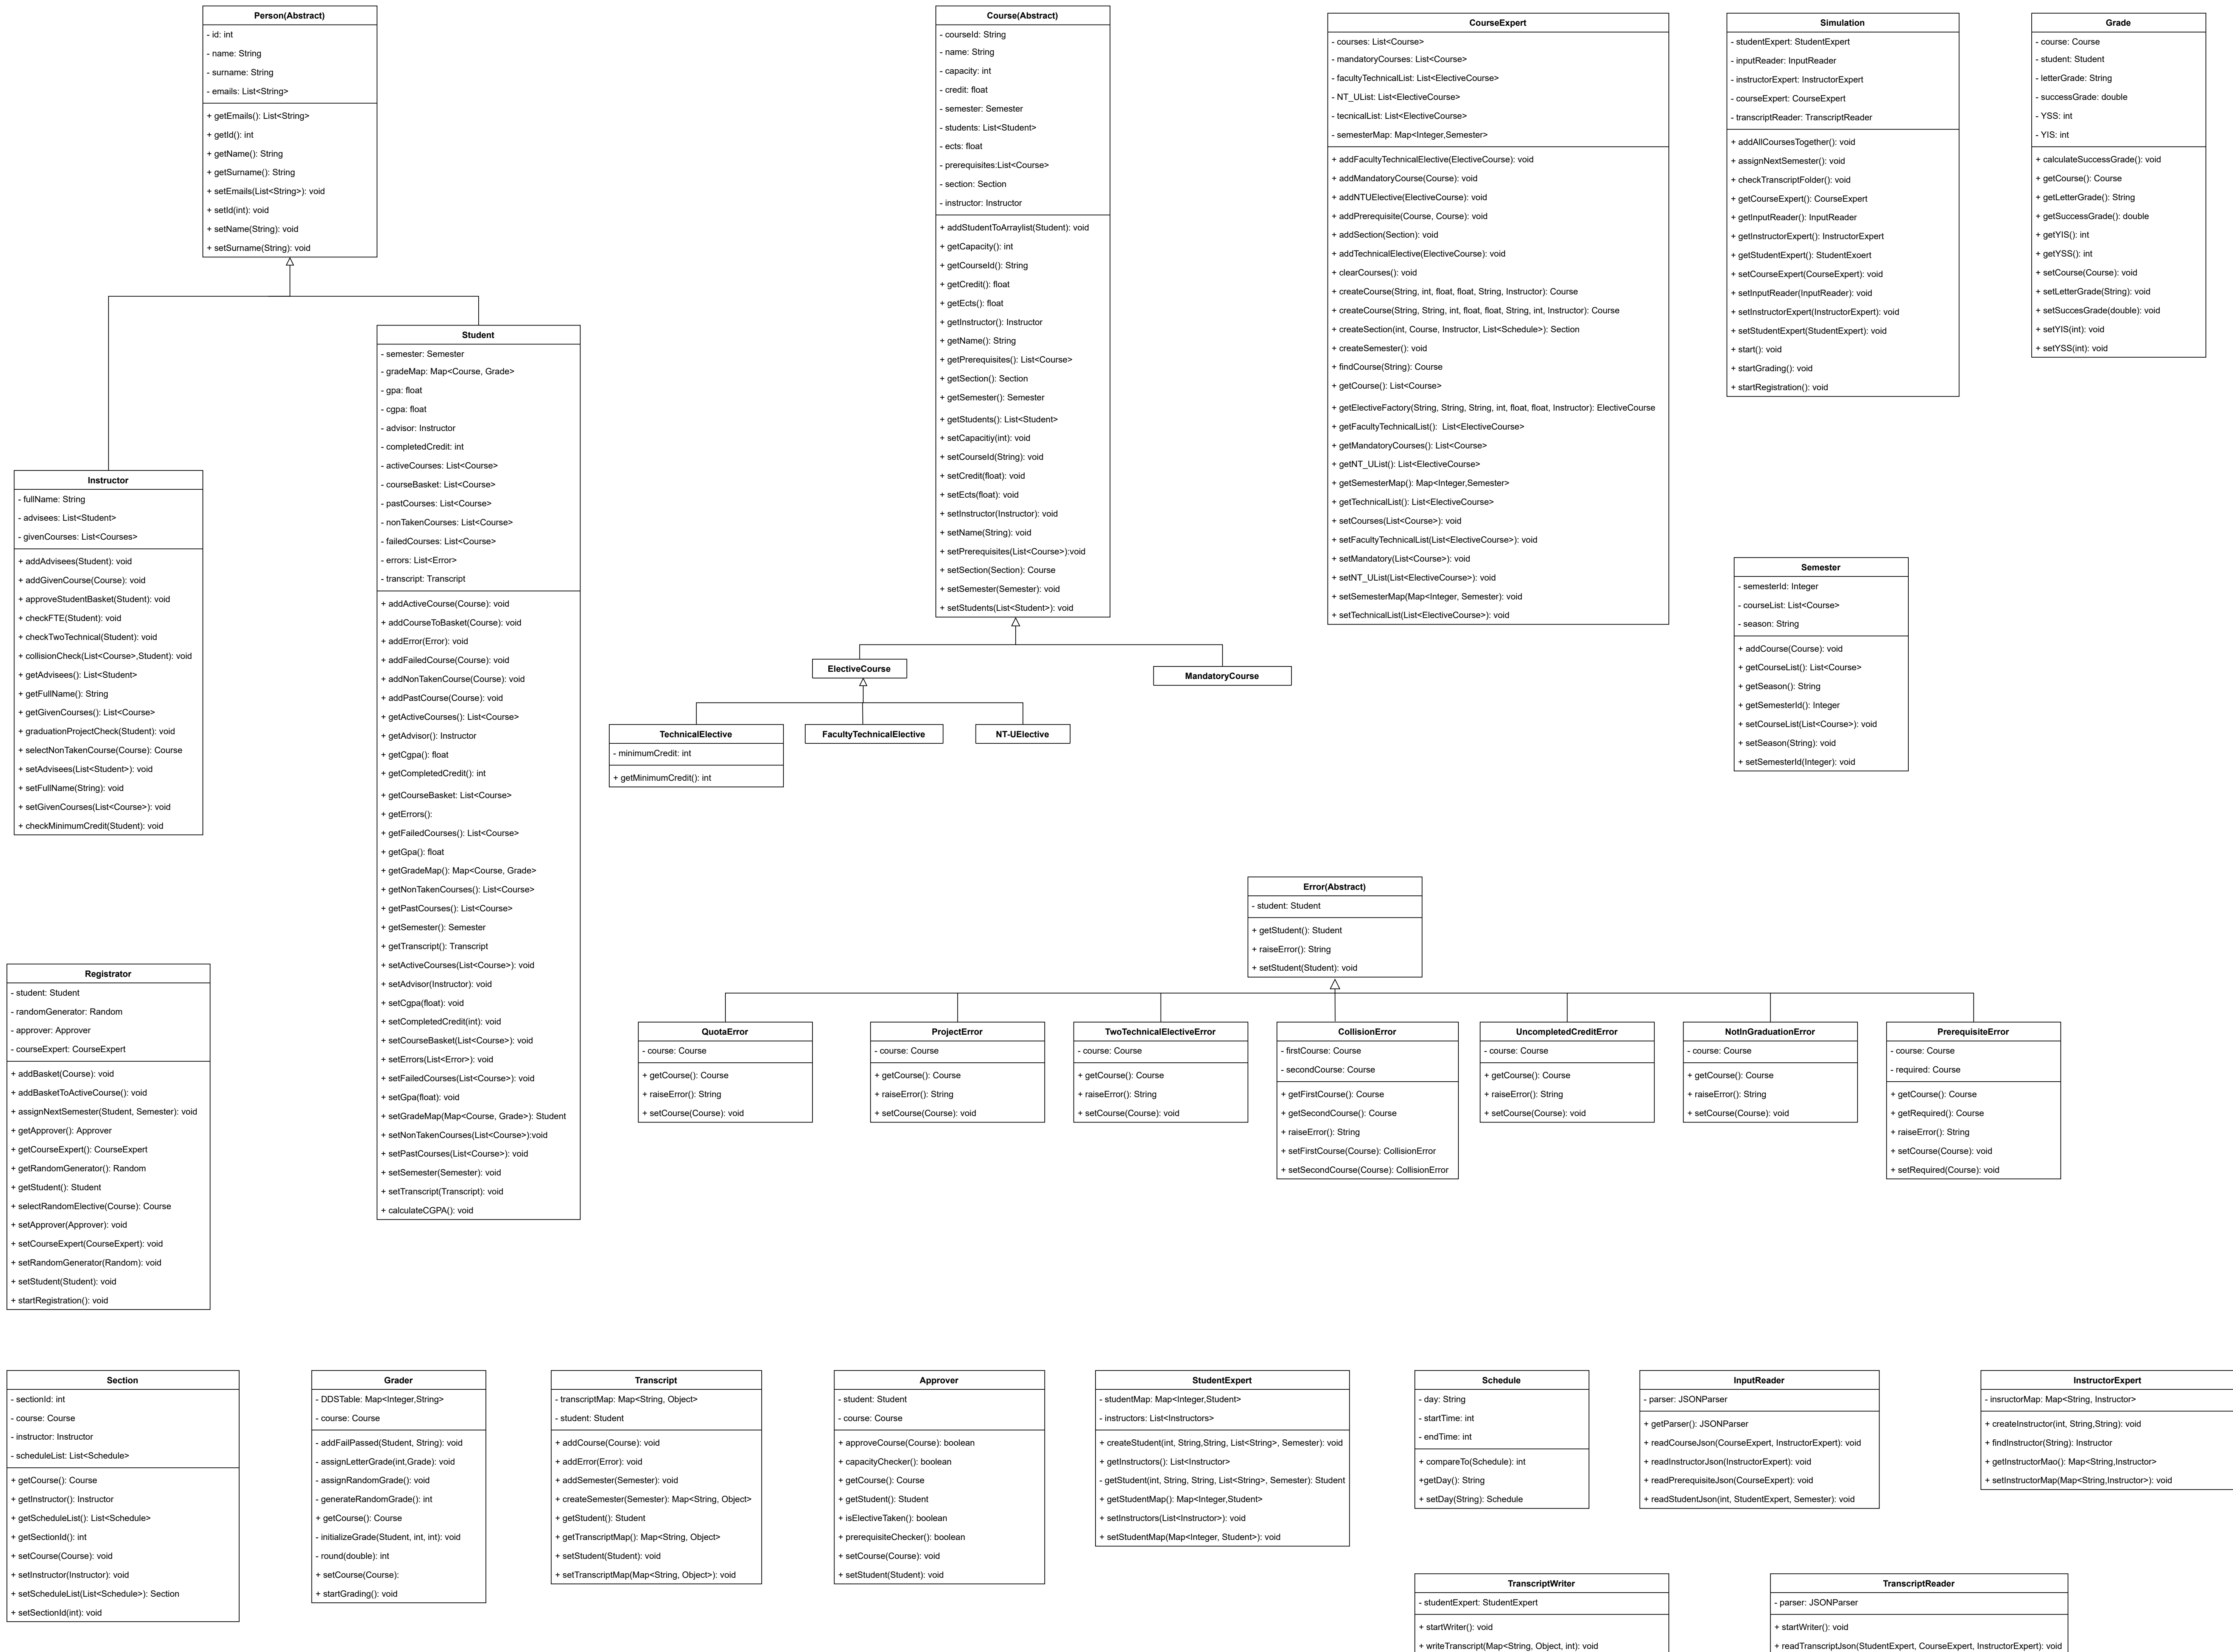 Person(Abstract)
- id: int
- name: String
- surname: String
- emails: List<String>
+ getEmails(): List<String>
+ getId(): int
+ getName(): String
+ getSurname(): String
+ setEmails(List<String>): void
+ setId(int): void
+ setName(String): void
+ setSurname(String): void
Course(Abstract)
- courseId: String
- name: String
- capacity: int
- credit: float
- semester: Semester
- students: List<Student>
- ects: float
- prerequisites:List<Course>
- section: Section
- instructor: Instructor
+ addStudentToArraylist(Student): void
+ getCapacity(): int
+ getCourseId(): String
+ getCredit(): float
+ getEcts(): float
+ getInstructor(): Instructor
+ getName(): String
+ getPrerequisites(): List<Course>
+ getSection(): Section
+ getSemester(): Semester
+ getStudents(): List<Student>
+ setCapacitiy(int): void
+ setCourseId(String): void
+ setCredit(float): void
+ setEcts(float): void
+ setInstructor(Instructor): void
+ setName(String): void
+ setPrerequisites(List<Course>):void
+ setSection(Section): Course
+ setSemester(Semester): void
+ setStudents(List<Student>): void
CourseExpert
- courses: List<Course>
- mandatoryCourses: List<Course>
- facultyTechnicalList: List<ElectiveCourse>
- NT_UList: List<ElectiveCourse>
- tecnicalList: List<ElectiveCourse>
- semesterMap: Map<Integer,Semester>
+ addFacultyTechnicalElective(ElectiveCourse): void
+ addMandatoryCourse(Course): void
+ addNTUElective(ElectiveCourse): void
+ addPrerequisite(Course, Course): void
+ addSection(Section): void
+ addTechnicalElective(ElectiveCourse): void
+ clearCourses(): void
+ createCourse(String, int, float, float, String, Instructor): Course
+ createCourse(String, String, int, float, float, String, int, Instructor): Course
+ createSection(int, Course, Instructor, List<Schedule>): Section
+ createSemester(): void
+ findCourse(String): Course
+ getCourse(): List<Course>
+ getElectiveFactory(String, String, String, int, float, float, Instructor): ElectiveCourse
+ getFacultyTechnicalList():  List<ElectiveCourse>
+ getMandatoryCourses(): List<Course>
+ getNT_UList(): List<ElectiveCourse>
+ getSemesterMap(): Map<Integer,Semester>
+ getTechnicalList(): List<ElectiveCourse>
+ setCourses(List<Course>): void
+ setFacultyTechnicalList(List<ElectiveCourse>): void
+ setMandatory(List<Course>): void
+ setNT_UList(List<ElectiveCourse>): void
+ setSemesterMap(Map<Integer, Semester): void
+ setTechnicalList(List<ElectiveCourse>): void
Simulation
- studentExpert: StudentExpert
- inputReader: InputReader
- instructorExpert: InstructorExpert
- courseExpert: CourseExpert
- transcriptReader: TranscriptReader
+ addAllCoursesTogether(): void
+ assignNextSemester(): void
+ checkTranscriptFolder(): void
+ getCourseExpert(): CourseExpert
+ getInputReader(): InputReader
+ getInstructorExpert(): InstructorExpert
+ getStudentExpert(): StudentExoert
+ setCourseExpert(CourseExpert): void
+ setInputReader(InputReader): void
+ setInstructorExpert(InstructorExpert): void
+ setStudentExpert(StudentExpert): void
+ start(): void
+ startGrading(): void
+ startRegistration(): void
Grade
- course: Course
- student: Student
- letterGrade: String
- successGrade: double
- YSS: int
- YIS: int
+ calculateSuccessGrade(): void
+ getCourse(): Course
+ getLetterGrade(): String
+ getSuccessGrade(): double
+ getYIS(): int
+ getYSS(): int
+ setCourse(Course): void
+ setLetterGrade(String): void
+ setSuccesGrade(double): void
+ setYIS(int): void
+ setYSS(int): void
Instructor
- fullName: String
- advisees: List<Student>
- givenCourses: List<Courses>
+ addAdvisees(Student): void
+ addGivenCourse(Course): void
+ approveStudentBasket(Student): void
+ checkFTE(Student): void
+ checkTwoTechnical(Student): void
+ collisionCheck(List<Course>,Student): void
+ getAdvisees(): List<Student>
+ getFullName(): String
+ getGivenCourses(): List<Course>
+ graduationProjectCheck(Student): void
+ selectNonTakenCourse(Course): Course
+ setAdvisees(List<Student>): void
+ setFullName(String): void
+ setGivenCourses(List<Course>): void
+ checkMinimumCredit(Student): void
Student
- semester: Semester
- gradeMap: Map<Course, Grade>
- gpa: float
- cgpa: float
- advisor: Instructor
- completedCredit: int
- activeCourses: List<Course>
- courseBasket: List<Course>
- pastCourses: List<Course>
- nonTakenCourses: List<Course>
- failedCourses: List<Course>
- errors: List<Error>
- transcript: Transcript
+ addActiveCourse(Course): void
+ addCourseToBasket(Course): void
+ addError(Error): void
+ addFailedCourse(Course): void
+ addNonTakenCourse(Course): void
+ addPastCourse(Course): void
+ getActiveCourses(): List<Course>
+ getAdvisor(): Instructor
+ getCgpa(): float
+ getCompletedCredit(): int
+ getCourseBasket: List<Course>
+ getErrors():
+ getFailedCourses(): List<Course>
+ getGpa(): float
+ getGradeMap(): Map<Course, Grade>
+ getNonTakenCourses(): List<Course>
+ getPastCourses(): List<Course>
+ getSemester(): Semester
+ getTranscript(): Transcript
+ setActiveCourses(List<Course>): void
+ setAdvisor(Instructor): void
+ setCgpa(float): void
+ setCompletedCredit(int): void
+ setCourseBasket(List<Course>): void
+ setErrors(List<Error>): void
+ setFailedCourses(List<Course>): void
+ setGpa(float): void
+ setGradeMap(Map<Course, Grade>): Student
+ setNonTakenCourses(List<Course>):void
+ setPastCourses(List<Course>): void
+ setSemester(Semester): void
+ setTranscript(Transcript): void
+ calculateCGPA(): void
ElectiveCourse
MandatoryCourse
TechnicalElective
- minimumCredit: int
+ getMinimumCredit(): int
FacultyTechnicalElective
NT-UElective
Semester
- semesterId: Integer
- courseList: List<Course>
- season: String
+ addCourse(Course): void
+ getCourseList(): List<Course>
+ getSeason(): String
+ getSemesterId(): Integer
+ setCourseList(List<Course>): void
+ setSeason(String): void
+ setSemesterId(Integer): void
Error(Abstract)
- student: Student
+ getStudent(): Student
+ raiseError(): String
+ setStudent(Student): void
Registrator
- student: Student
- randomGenerator: Random
- approver: Approver
- courseExpert: CourseExpert
+ addBasket(Course): void
+ addBasketToActiveCourse(): void
+ assignNextSemester(Student, Semester): void
+ getApprover(): Approver
+ getCourseExpert(): CourseExpert
+ getRandomGenerator(): Random
+ getStudent(): Student
+ selectRandomElective(Course): Course
+ setApprover(Approver): void
+ setCourseExpert(CourseExpert): void
+ setRandomGenerator(Random): void
+ setStudent(Student): void
+ startRegistration(): void
QuotaError
- course: Course
+ getCourse(): Course
+ raiseError(): String
+ setCourse(Course): void
ProjectError
- course: Course
+ getCourse(): Course
+ raiseError(): String
+ setCourse(Course): void
TwoTechnicalElectiveError
- course: Course
+ getCourse(): Course
+ raiseError(): String
+ setCourse(Course): void
CollisionError
- firstCourse: Course
- secondCourse: Course
+ getFirstCourse(): Course
+ getSecondCourse(): Course
+ raiseError(): String
+ setFirstCourse(Course): CollisionError
+ setSecondCourse(Course): CollisionError
UncompletedCreditError
- course: Course
+ getCourse(): Course
+ raiseError(): String
+ setCourse(Course): void
NotInGraduationError
- course: Course
+ getCourse(): Course
+ raiseError(): String
+ setCourse(Course): void
PrerequisiteError
- course: Course
- required: Course
+ getCourse(): Course
+ getRequired(): Course
+ raiseError(): String
+ setCourse(Course): void
+ setRequired(Course): void
Section
- sectionId: int
- course: Course
- instructor: Instructor
- scheduleList: List<Schedule>
+ getCourse(): Course
+ getInstructor(): Instructor
+ getScheduleList(): List<Schedule>
+ getSectionId(): int
+ setCourse(Course): void
+ setInstructor(Instructor): void
+ setScheduleList(List<Schedule>): Section
+ setSectionId(int): void
Grader
- DDSTable: Map<Integer,String>
- course: Course
- addFailPassed(Student, String): void
- assignLetterGrade(int,Grade): void
- assignRandomGrade(): void
- generateRandomGrade(): int
+ getCourse(): Course
- initializeGrade(Student, int, int): void
- round(double): int
+ setCourse(Course):
+ startGrading(): void
Transcript
- transcriptMap: Map<String, Object>
- student: Student
+ addCourse(Course): void
+ addError(Error): void
+ addSemester(Semester): void
+ createSemester(Semester): Map<String, Object>
+ getStudent(): Student
+ getTranscriptMap(): Map<String, Object>
+ setStudent(Student): void
+ setTranscriptMap(Map<String, Object>): void
Approver
- student: Student
- course: Course
+ approveCourse(Course): boolean
+ capacityChecker(): boolean
+ getCourse(): Course
+ getStudent(): Student
+ isElectiveTaken(): boolean
+ prerequisiteChecker(): boolean
+ setCourse(Course): void
+ setStudent(Student): void
StudentExpert
- studentMap: Map<Integer,Student>
- instructors: List<Instructors>
+ createStudent(int, String,String, List<String>, Semester): void
+ getInstructors(): List<Instructor>
- getStudent(int, String, String, List<String>, Semester): Student
+ getStudentMap(): Map<Integer,Student>
+ setInstructors(List<Instructor>): void
+ setStudentMap(Map<Integer, Student>): void
Schedule
- day: String
- startTime: int
- endTime: int
+ compareTo(Schedule): int
+getDay(): String
+ setDay(String): Schedule
InputReader
- parser: JSONParser
+ getParser(): JSONParser
+ readCourseJson(CourseExpert, InstructorExpert): void
+ readInstructorJson(InstructorExpert): void
+ readPrerequisiteJson(CourseExpert): void
+ readStudentJson(int, StudentExpert, Semester): void
InstructorExpert
- insructorMap: Map<String, Instructor>
+ createInstructor(int, String,String): void
+ findInstructor(String): Instructor
+ getInstructorMao(): Map<String,Instructor>
+ setInstructorMap(Map<String,Instructor>): void
TranscriptWriter
- studentExpert: StudentExpert
+ startWriter(): void
+ writeTranscript(Map<String, Object, int): void
TranscriptReader
- parser: JSONParser
+ startWriter(): void
+ readTranscriptJson(StudentExpert, CourseExpert, InstructorExpert): void